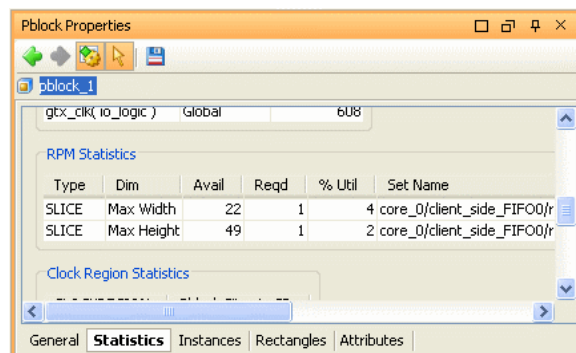 Pblock Properties
pblock_1
gtx_clk( io_logic ) Global 608
RPM Statistics
Type Dim Avail Reqd % Util Set Name
SLICE Max Width 22 1 4 core_0/client_side_FIFO0/r
SLICE Max Height 49 1 2 core_0/client_side_FIFO0/r
Clock Region Statistics
General Statistics Instances Rectangles Attributes